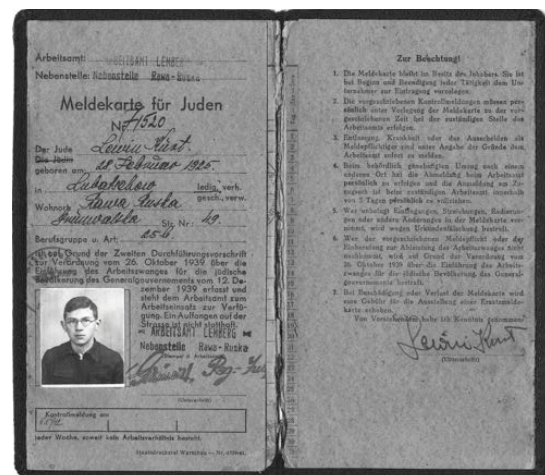 Arbeitsamt: ARBEITSAMT LEMBERG
Nebenstelle: Nebenstelle Rawa-Ruska
Meldekarte für Juden
Nr. 1520
Der Jude Lewin Kurt.
Die Jüdin
geboren am 28. Februar 1925.
in Lubatschow ledig, verh.
gesch., verw.
Wohnort Rawa Ruska
Grunwalska Str. Nr. 49.
Berufsgruppe u. Art: 25
ist auf Grund der Zweiten Durchführungsvorschrift
zur Verordnung vom 26. Oktober 1939 über die
Einführung des Arbeitszwanges für die jüdische
Bevölkerung des Generalgouvernements vom 12. De-
zember 1939 erfasst und
steht dem Arbeitsamt zum
Arbeitseinsatz zur Verfü-
gung. Ein Auffangen auf der
Strasse ist nicht statthaft.
ARBEITSAMT LEMBERG
Nebenstelle Rawa-Ruska
(Unterschrift)
Kontrollmeldung am
jeder Woche, soweit kein Arbeitsverhältnis besteht.
Staatsdruckerei Warschau — Nr.
Zur Beachtung!
1. Die Meldekarte bleibt im Besitz des Inhabers. Sie ist
bei Beginn und Beendigung jeder Tätigkeit dem Un-
ternehmer zur Eintragung vorzulegen.
2. Die vorgeschriebenen Kontrollmeldungen müssen per-
sönlich unter Vorlegung der Meldekarte zu der vor-
geschriebenen Zeit bei der zuständigen Stelle des
Arbeitsamts erfolgen.
3. Entlassung, Krankheit oder das Ausscheiden als
Meldepflichtiger sind unter Angabe der Gründe dem
Arbeitsamt sofort zu melden.
4. Beim behördlich genehmigten Umzug nach einem
anderen Ort hat die Abmeldung beim Arbeitsamt
persönlich zu erfolgen und die Anmeldung am Zu-
zugsort ist beim zuständigen Arbeitsamt innerhalb
von 3 Tagen persönlich zu vollziehen.
5. Wer unbefugt Eintragungen, Streichungen, Radierun-
gen oder andere Änderungen in der Meldekarte vor-
nimmt, wird wegen Urkundenfälschung bestraft.
6. Wer der vorgeschriebenen Meldepflicht oder der
Einberufung zur Ableistung des Arbeitszwanges nicht
nachkommt, wird auf Grund der Verordnung vom
26. Oktober 1939 über die Einführung des Arbeits-
zwanges für die jüdische Bevölkerung des General-
gouvernements bestraft.
7. Bei Beschädigung oder Verlust der Meldekarte wird
eine Gebühr für die Ausstellung einer Ersatzmelde-
karte erhoben.
Von Vorstehendem habe ich Kenntnis genommen
Lewin Kurt
(Unterschrift)